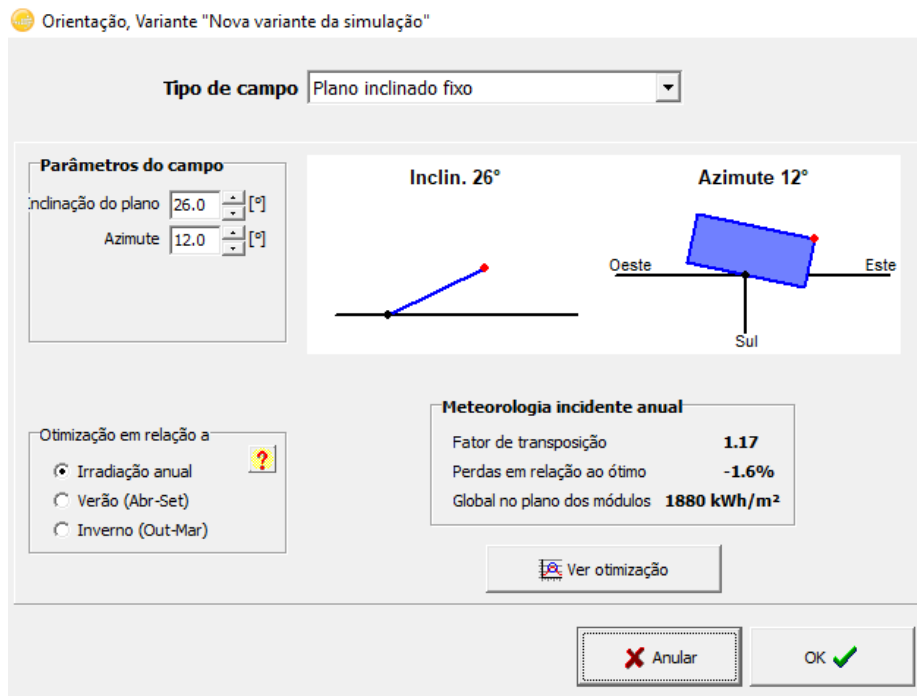 Orientação, Variante "Nova variante da simulação"
Tipo de campo Plano inclinado fixo
Parâmetros do campo
Inclinação do plano 26.0 [º]
Azimute 12.0 [º]
Inclin. 26° Azimute 12°
Oeste Este
Sul
Otimização em relação a
?
Irradiação anual
Verão (Abr-Set)
Inverno (Out-Mar)
Meteorologia incidente anual
Fator de transposição 1.17
Perdas em relação ao ótimo -1.6%
Global no plano dos módulos 1880 kWh/m²
Ver otimização
Anular OK